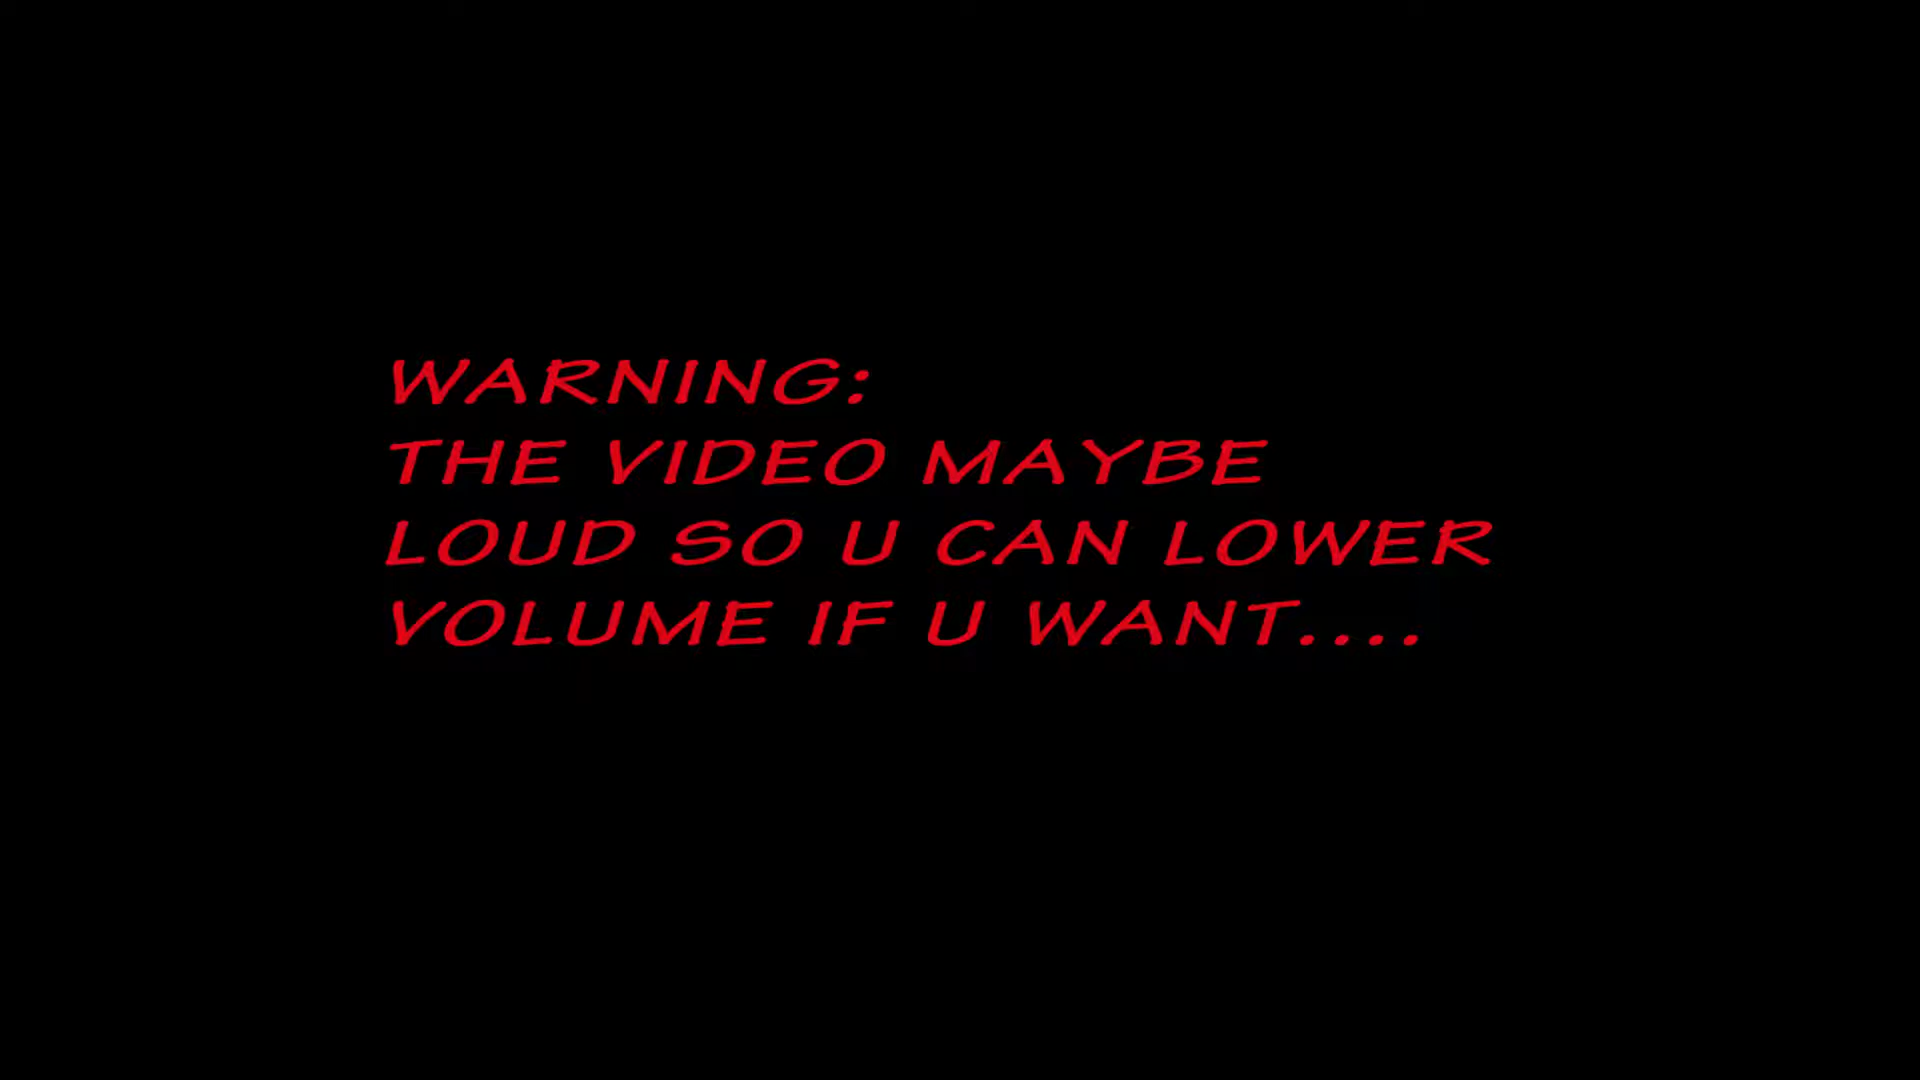 WARNING:
THE VIDEO MAYBE
LOUD SO U CAN LOWER
VOLUME IF U WANT....